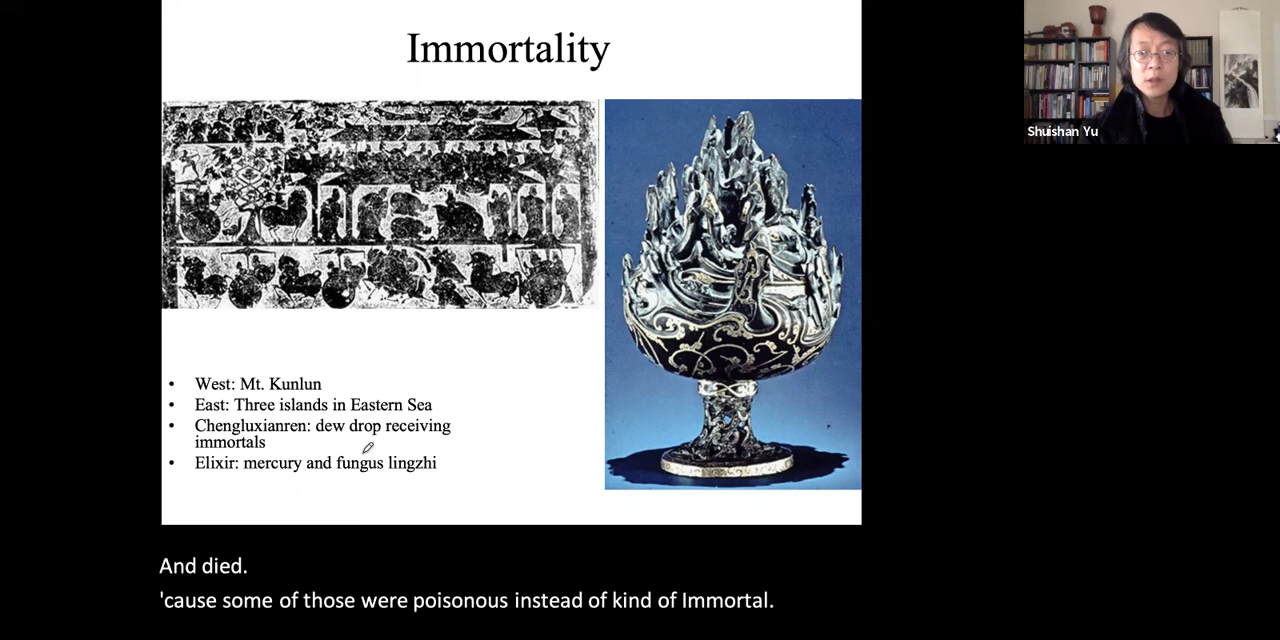 Immortality
Shuishan Yu
• West: Mt. Kunlun
• East: Three islands in Eastern Sea
• Chengluxianren: dew drop receiving
immortals
• Elixir: mercury and fungus lingzhi
And died.
'cause some of those were poisonous instead of kind of Immortal.